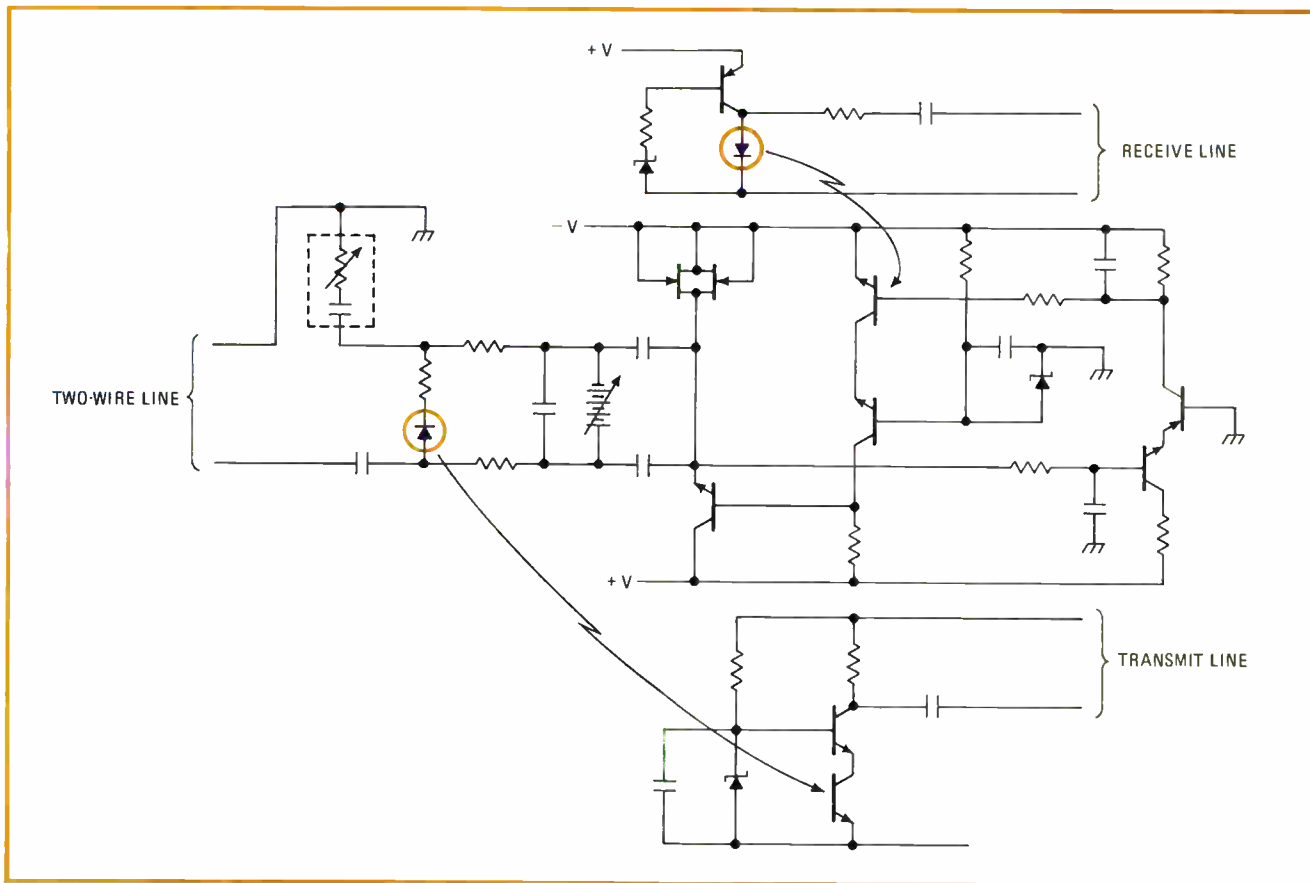 + V
RECEIVE LINE
− V
TWO-WIRE LINE
+ V
TRANSMIT LINE